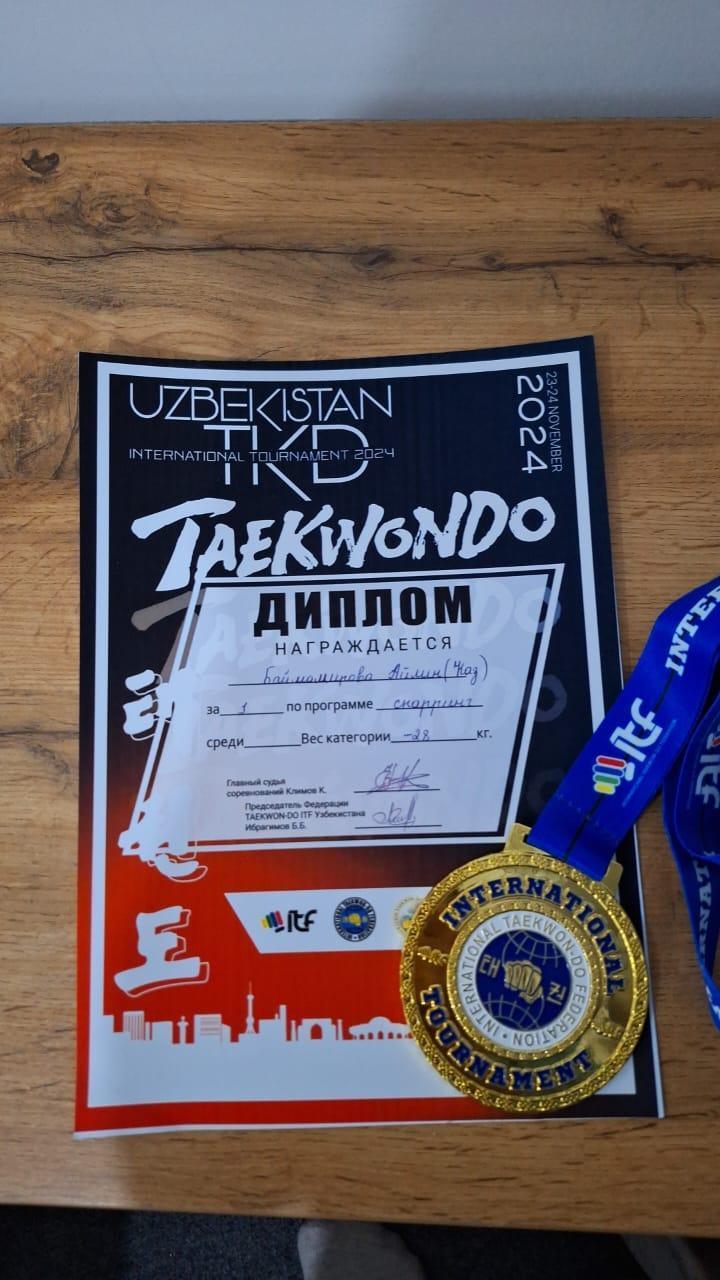 UZBEKISTAN
TKD
INTERNATIONAL TOURNAMENT 2024
23-24 NOVEMBER
2024
TAEKWONDO
ДИПЛОМ
НАГРАЖДАЕТСЯ
Айлин (Каз)
за 1 по программе спарринг
среди Вес категории -28 кг.
Главный судья
соревнований Климов К.
Председатель Федерации
TAEKWON-DO ITF Узбекистана
Ибрагимов Б.Б.
itf
도
INTERNATIONAL
TOURNAMENT
INTERNATIONAL TAEKWON-DO FEDERATION
itf
INTER